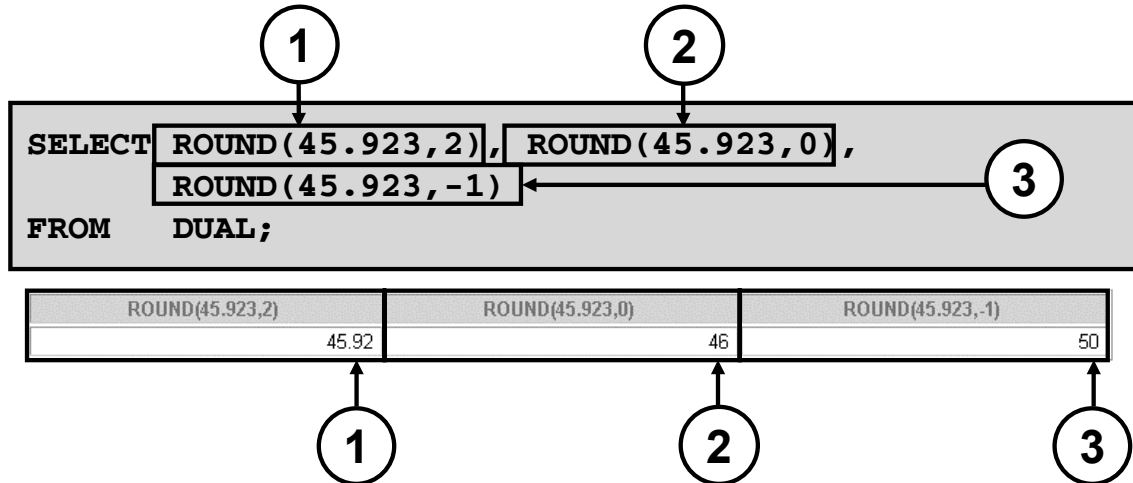 1 2
SELECT ROUND(45.923,2), ROUND(45.923,0),
ROUND(45.923,-1) 3
FROM DUAL;
ROUND(45.923,2) ROUND(45.923,0) ROUND(45.923,-1)
45.92 46 50
1 2 3